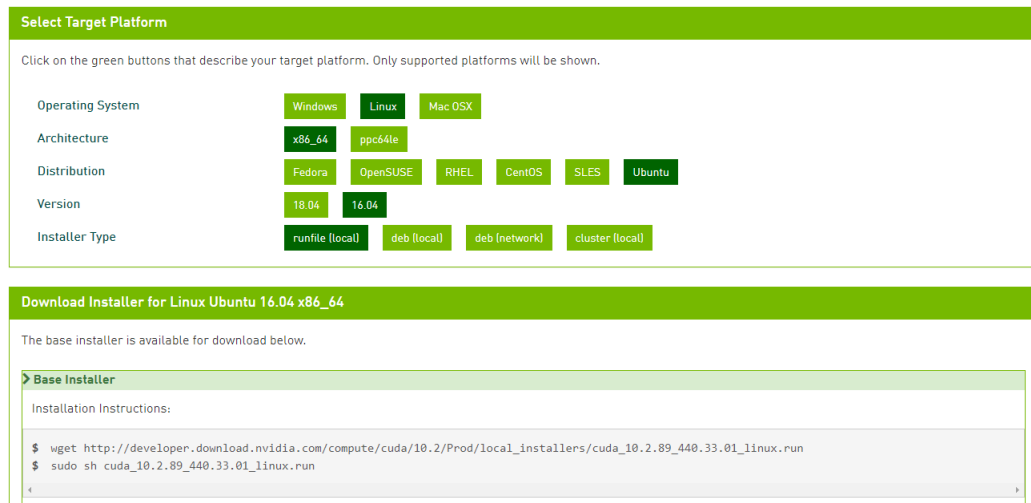 Select Target Platform
Click on the green buttons that describe your target platform. Only supported platforms will be shown.
Operating System Windows Linux Mac OSX
Architecture x86_64 ppc64le
Distribution Fedora OpenSUSE RHEL CentOS SLES Ubuntu
Version 18.04 16.04
Installer Type runfile (local) deb (local) deb (network) cluster (local)
Download Installer for Linux Ubuntu 16.04 x86_64
The base installer is available for download below.
Base Installer
Installation Instructions:
$ wget http://developer.download.nvidia.com/compute/cuda/10.2/Prod/local_installers/cuda_10.2.89_440.33.01_linux.run
$ sudo sh cuda_10.2.89_440.33.01_linux.run